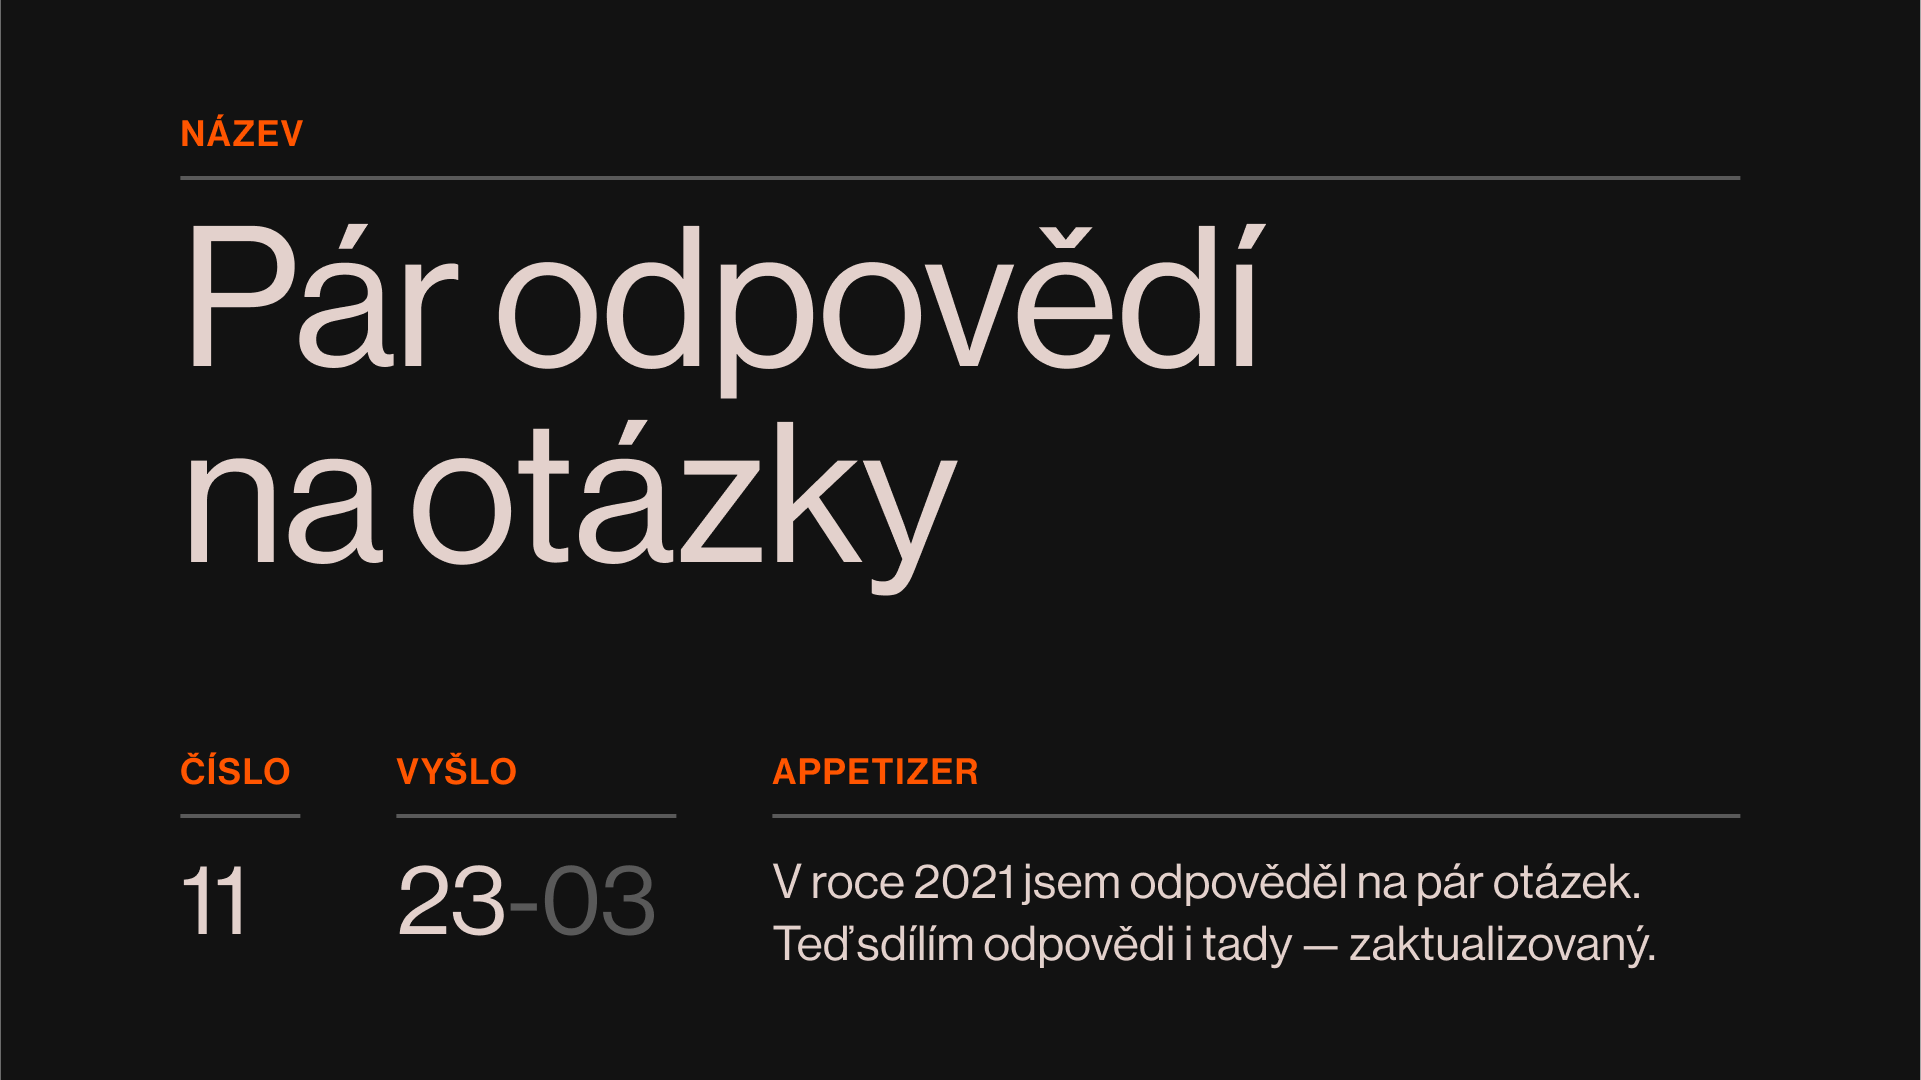 NÁZEV
Pár odpovědí
na otázky
ČÍSLO
VYŠLO
APPETIZER
11
23-03
V roce 2021 jsem odpověděl na pár otázek.
Teď sdílím odpovědi i tady — zaktualizovaný.